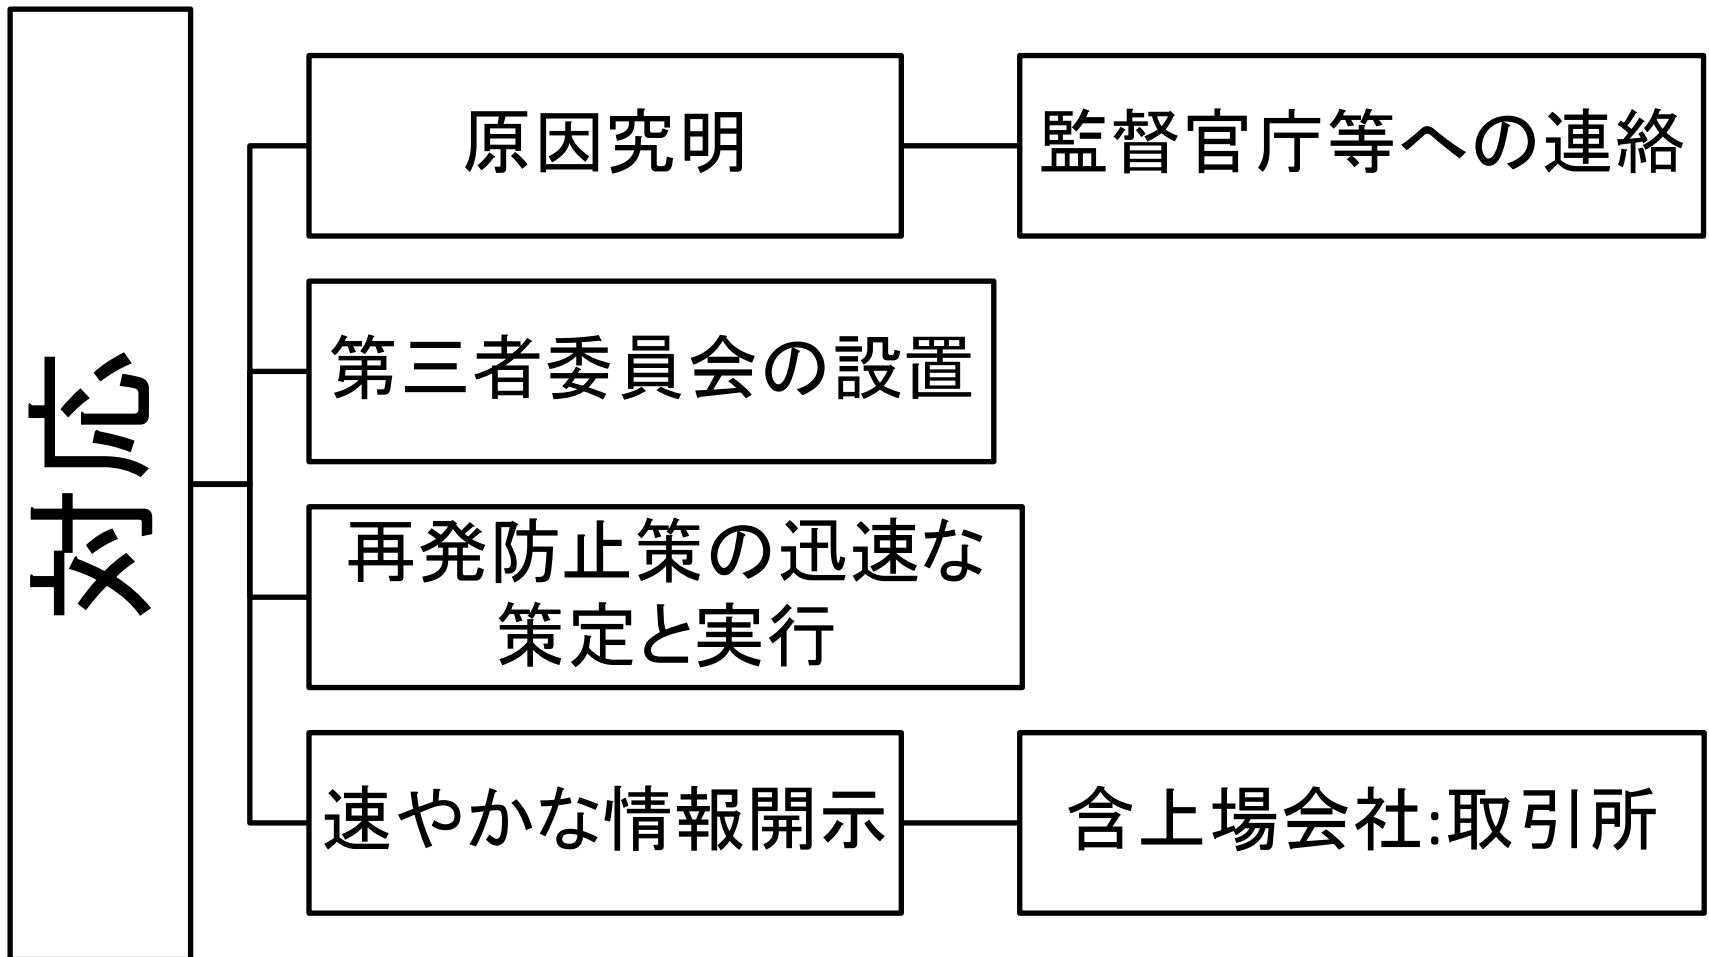 対応
原因究明
監督官庁等への連絡
第三者委員会の設置
再発防止策の迅速な
策定と実行
速やかな情報開示
含上場会社:取引所